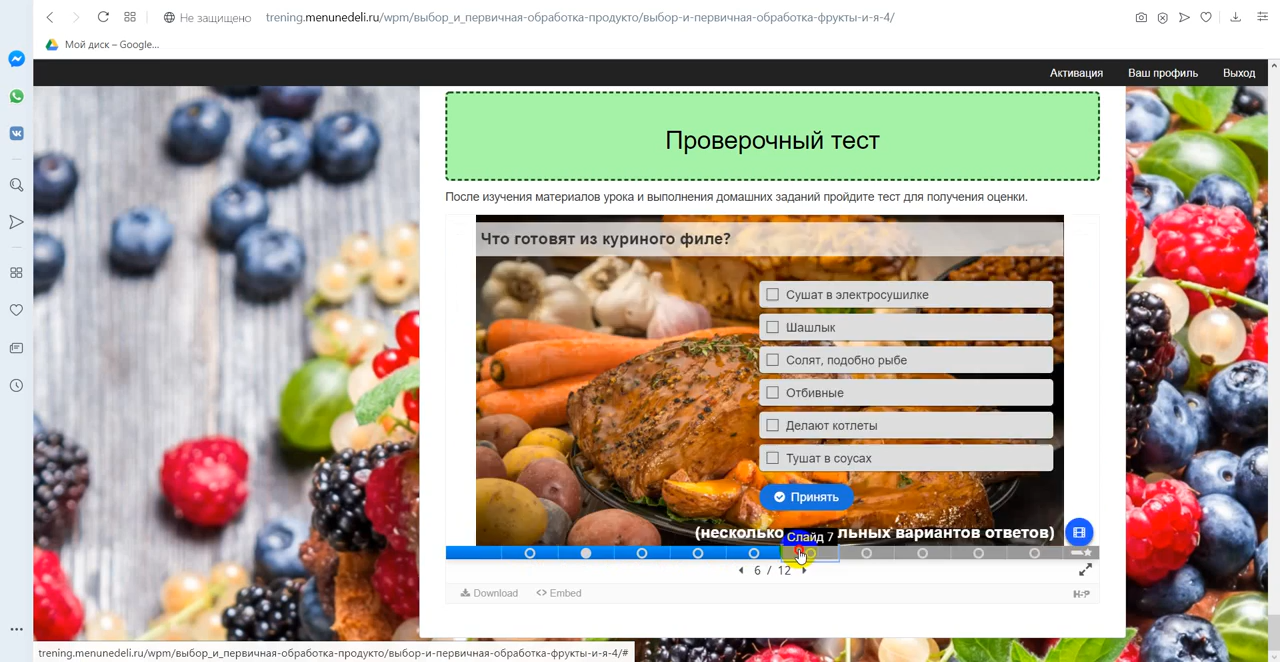 Не защищено
trening.menunedeli.ru/wpm/выбор_и_первичная-обработка-продукто/выбор-и-первичная-обработка-фрукты-и-я-4/
Мой диск – Google...
Активация
Ваш профиль
Выход
Проверочный тест
После изучения материалов урока и выполнения домашних заданий пройдите тест для получения оценки.
Что готовят из куриного филе?
Сушат в электросушилке
Шашлык
Солят, подобно рыбе
Отбивные
Делают котлеты
Тушат в соусах
Принять
(несколько льных вариантов ответов)
Слайд 7
6 / 12
Download
Embed
H-P
trening.menunedeli.ru/wpm/выбор_и_первичная-обработка-продукто/выбор-и-первичная-обработка-фрукты-и-я-4/#